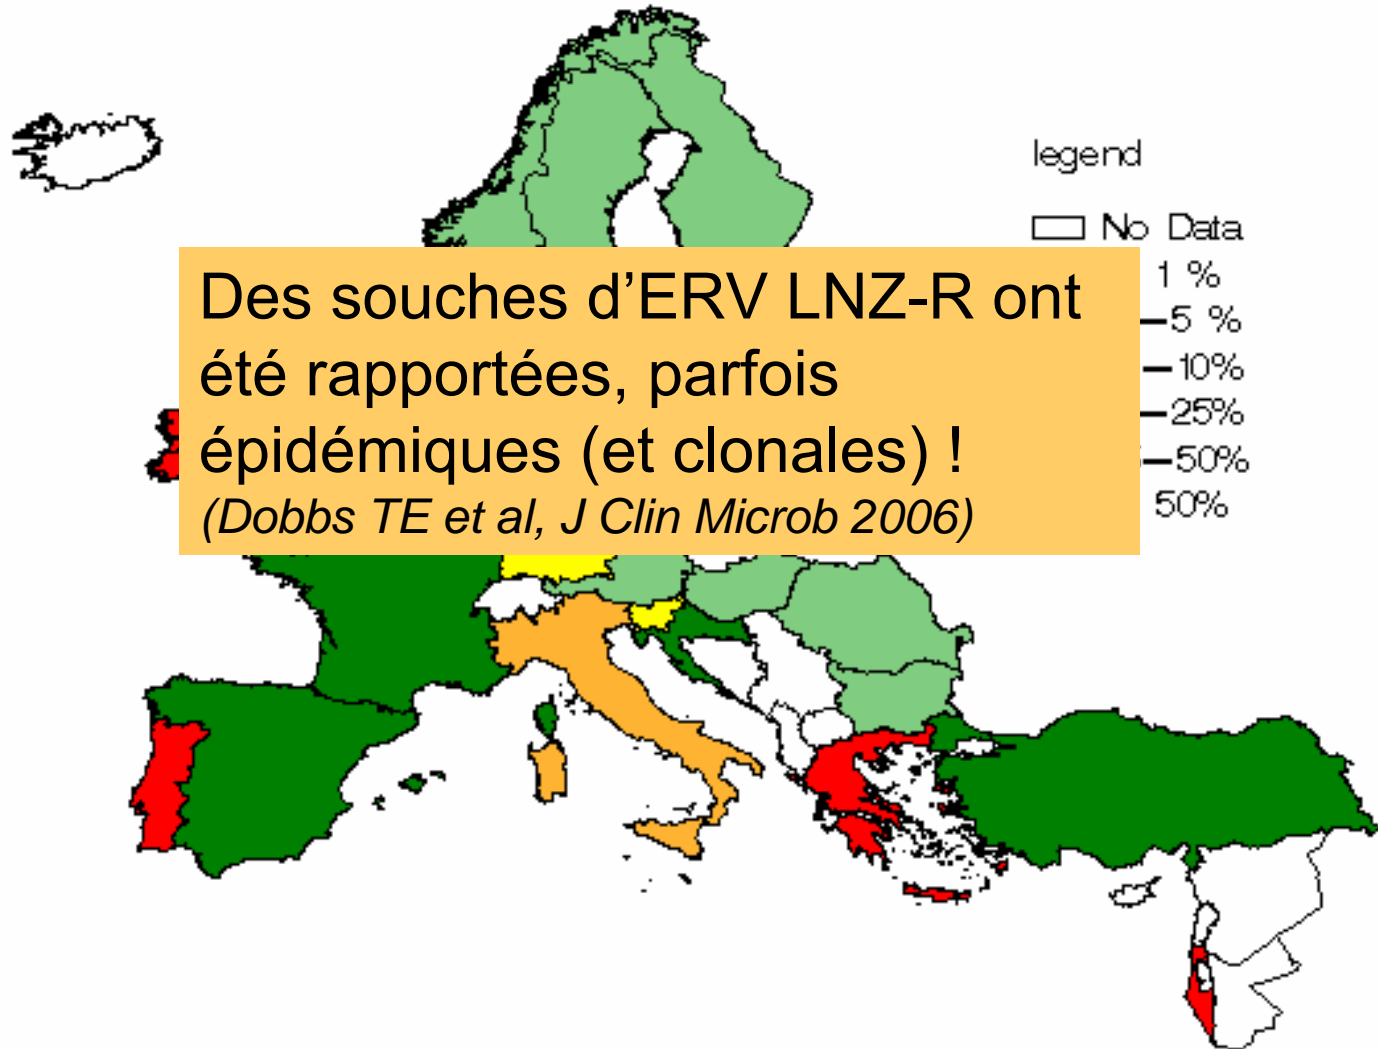 legend
No Data
1 %
5 %
10%
25%
50%
50%
Des souches d’ERV LNZ-R ont
été rapportées, parfois
épidémiques (et clonales) !
(Dobbs TE et al, J Clin Microb 2006)